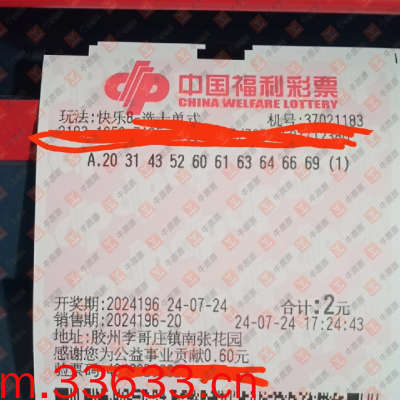 中国福利彩票
CHINA WELFARE LOTTERY
玩法:快乐8-选十单式 机号:37021183
A.20 31 43 52 60 61 63 64 66 69 (1)
开奖期:2024196 24-07-24 合计:2元
销售期:2024196-20 24-07-24 17:24:43
地址:胶州李哥庄镇南张花园
感谢您为公益事业贡献0.60元
验票码:
m.33633.cn